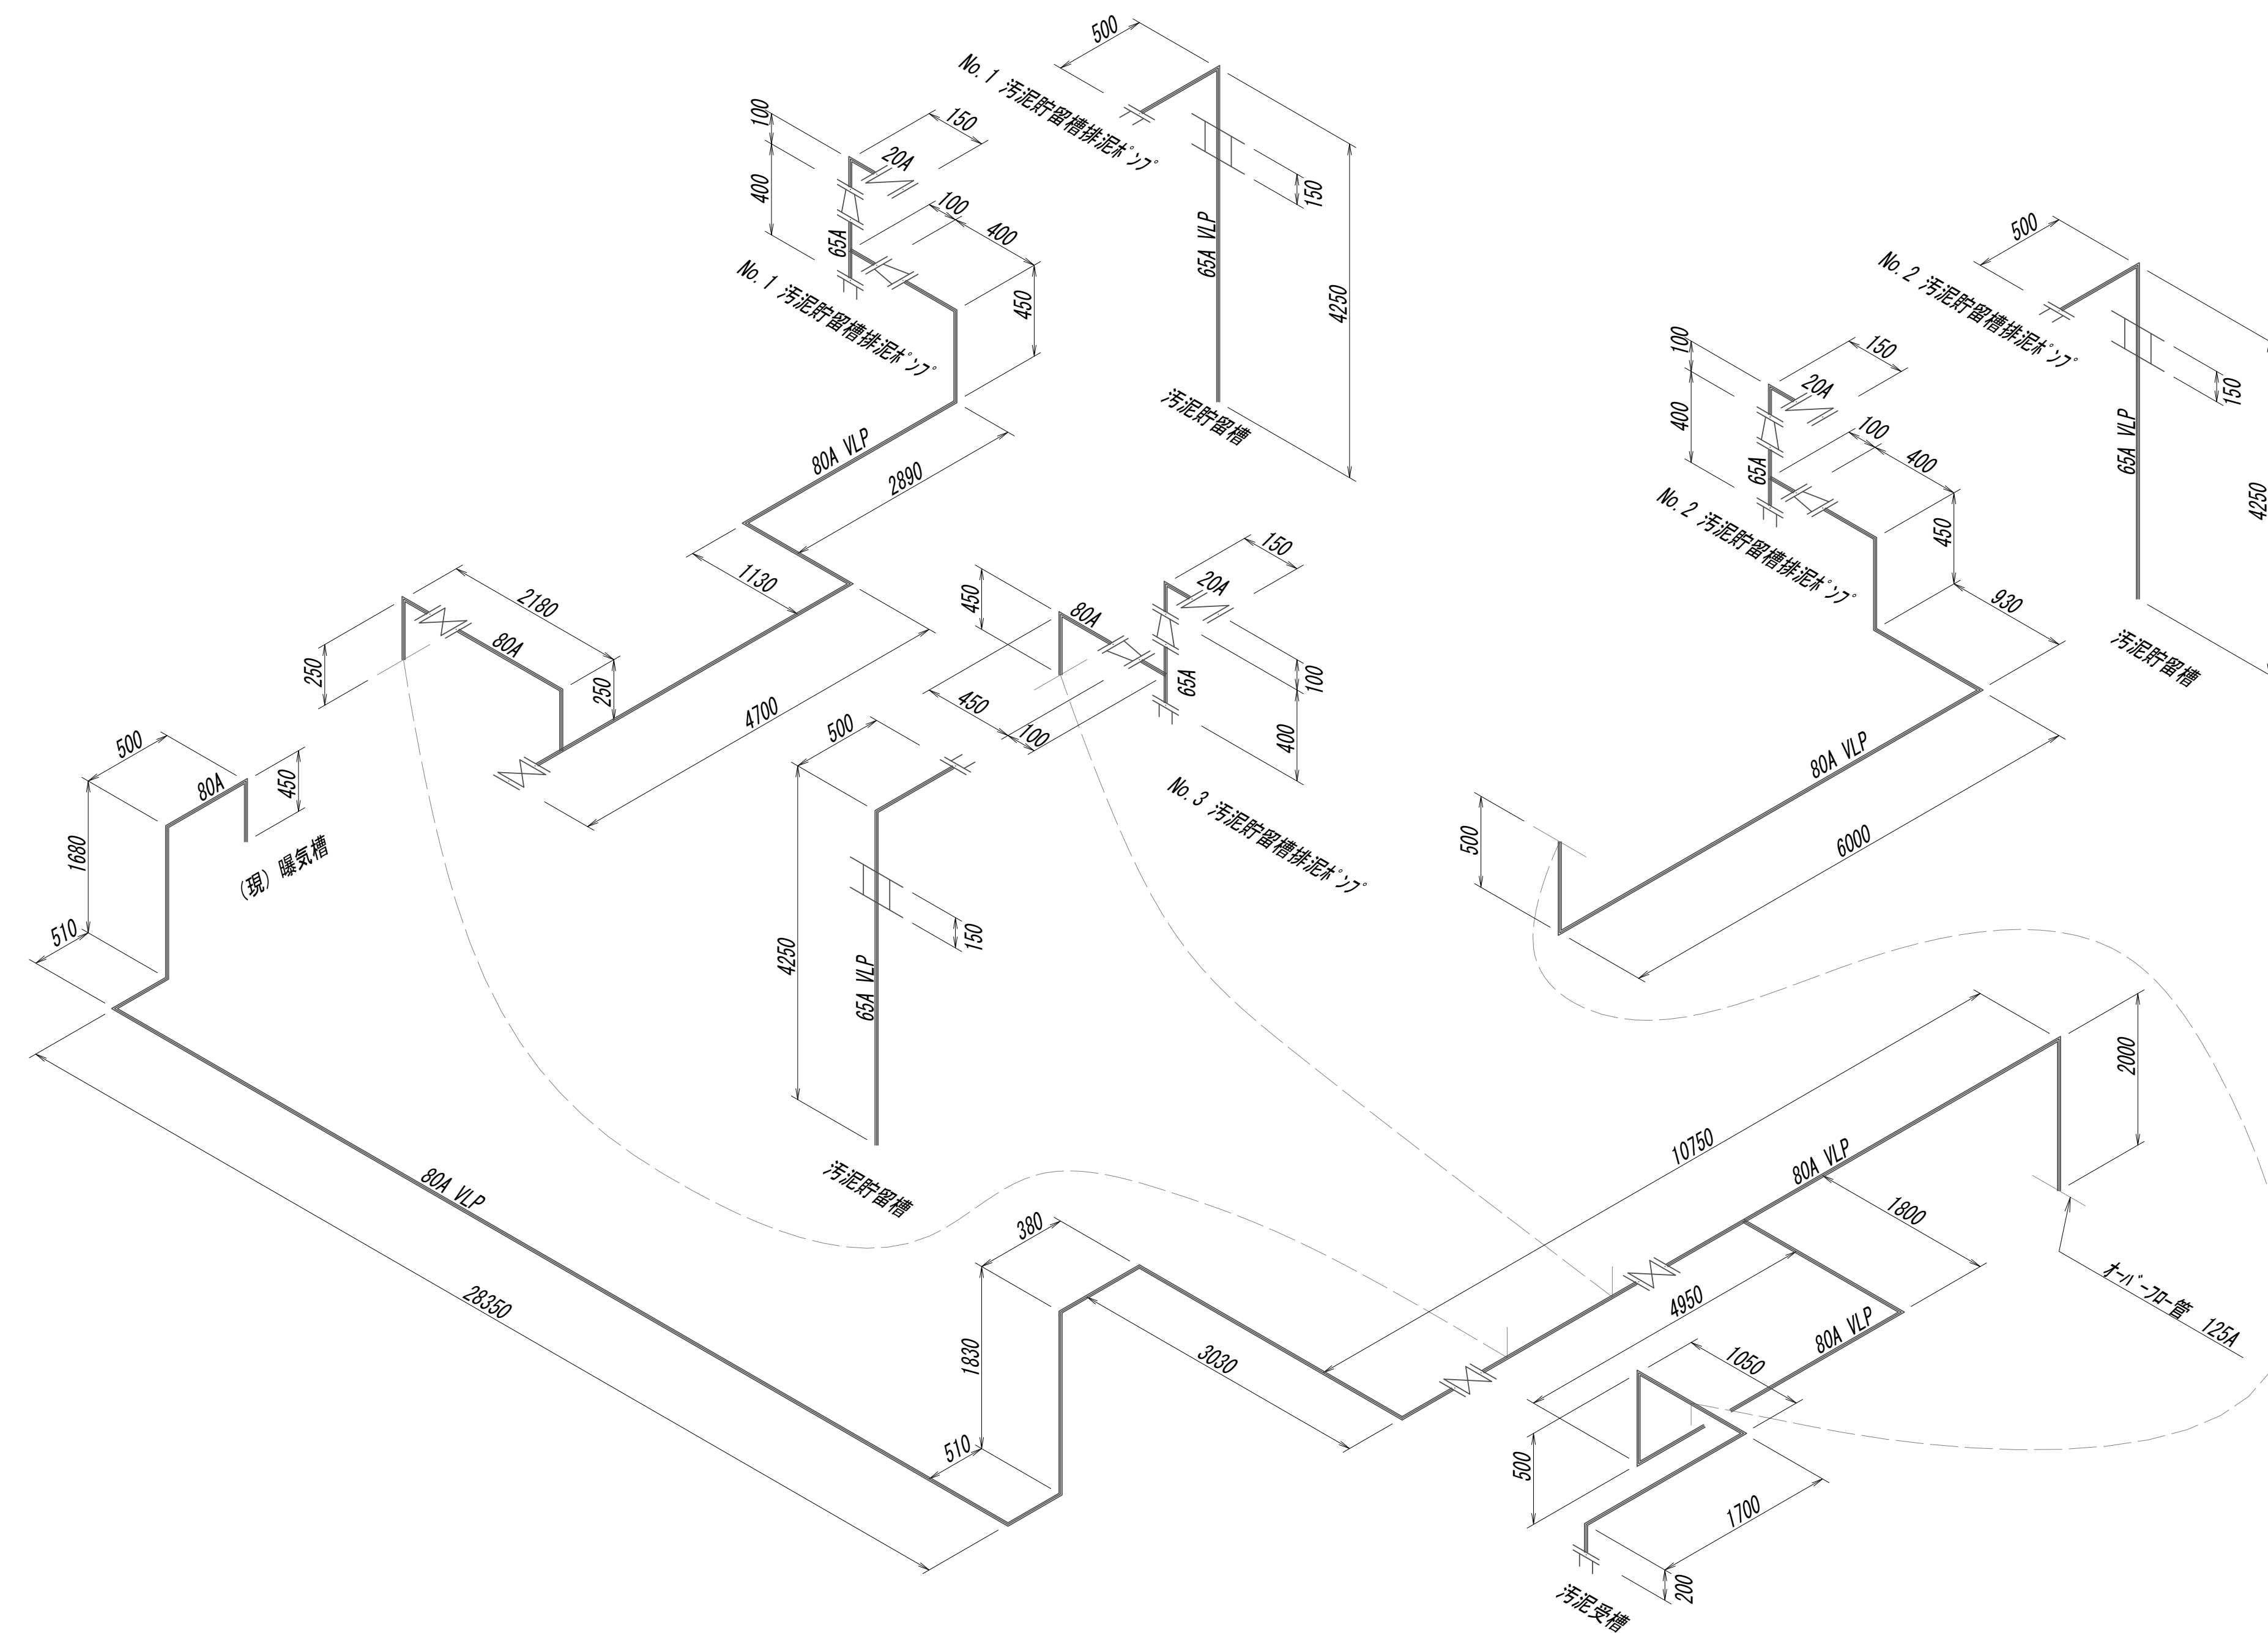 500
No.1 汚泥貯留槽排泥ﾎﾟﾝﾌﾟ
100
150
20A
400
100
400
65A
450
No.1 汚泥貯留槽排泥ﾎﾟﾝﾌﾟ
150
65A VLP
4250
汚泥貯留槽
500
No.2 汚泥貯留槽排泥ﾎﾟﾝﾌﾟ
100
150
20A
400
100
400
65A
450
No.2 汚泥貯留槽排泥ﾎﾟﾝﾌﾟ
150
65A VLP
4250
汚泥貯留槽
930
80A VLP
6000
500
80A VLP
2890
1130
4700
2180
80A
250
250
450
80A
150
20A
65A
100
400
450
100
No.3 汚泥貯留槽排泥ﾎﾟﾝﾌﾟ
500
4250
150
65A VLP
汚泥貯留槽
500
80A
450
1680
(現) 曝気槽
510
80A VLP
28350
380
1830
510
3030
10750
80A VLP
2000
1800
4950
80A VLP
ｵｰﾊﾞｰﾌﾛｰ管 125A
1050
500
1700
200
汚泥受槽